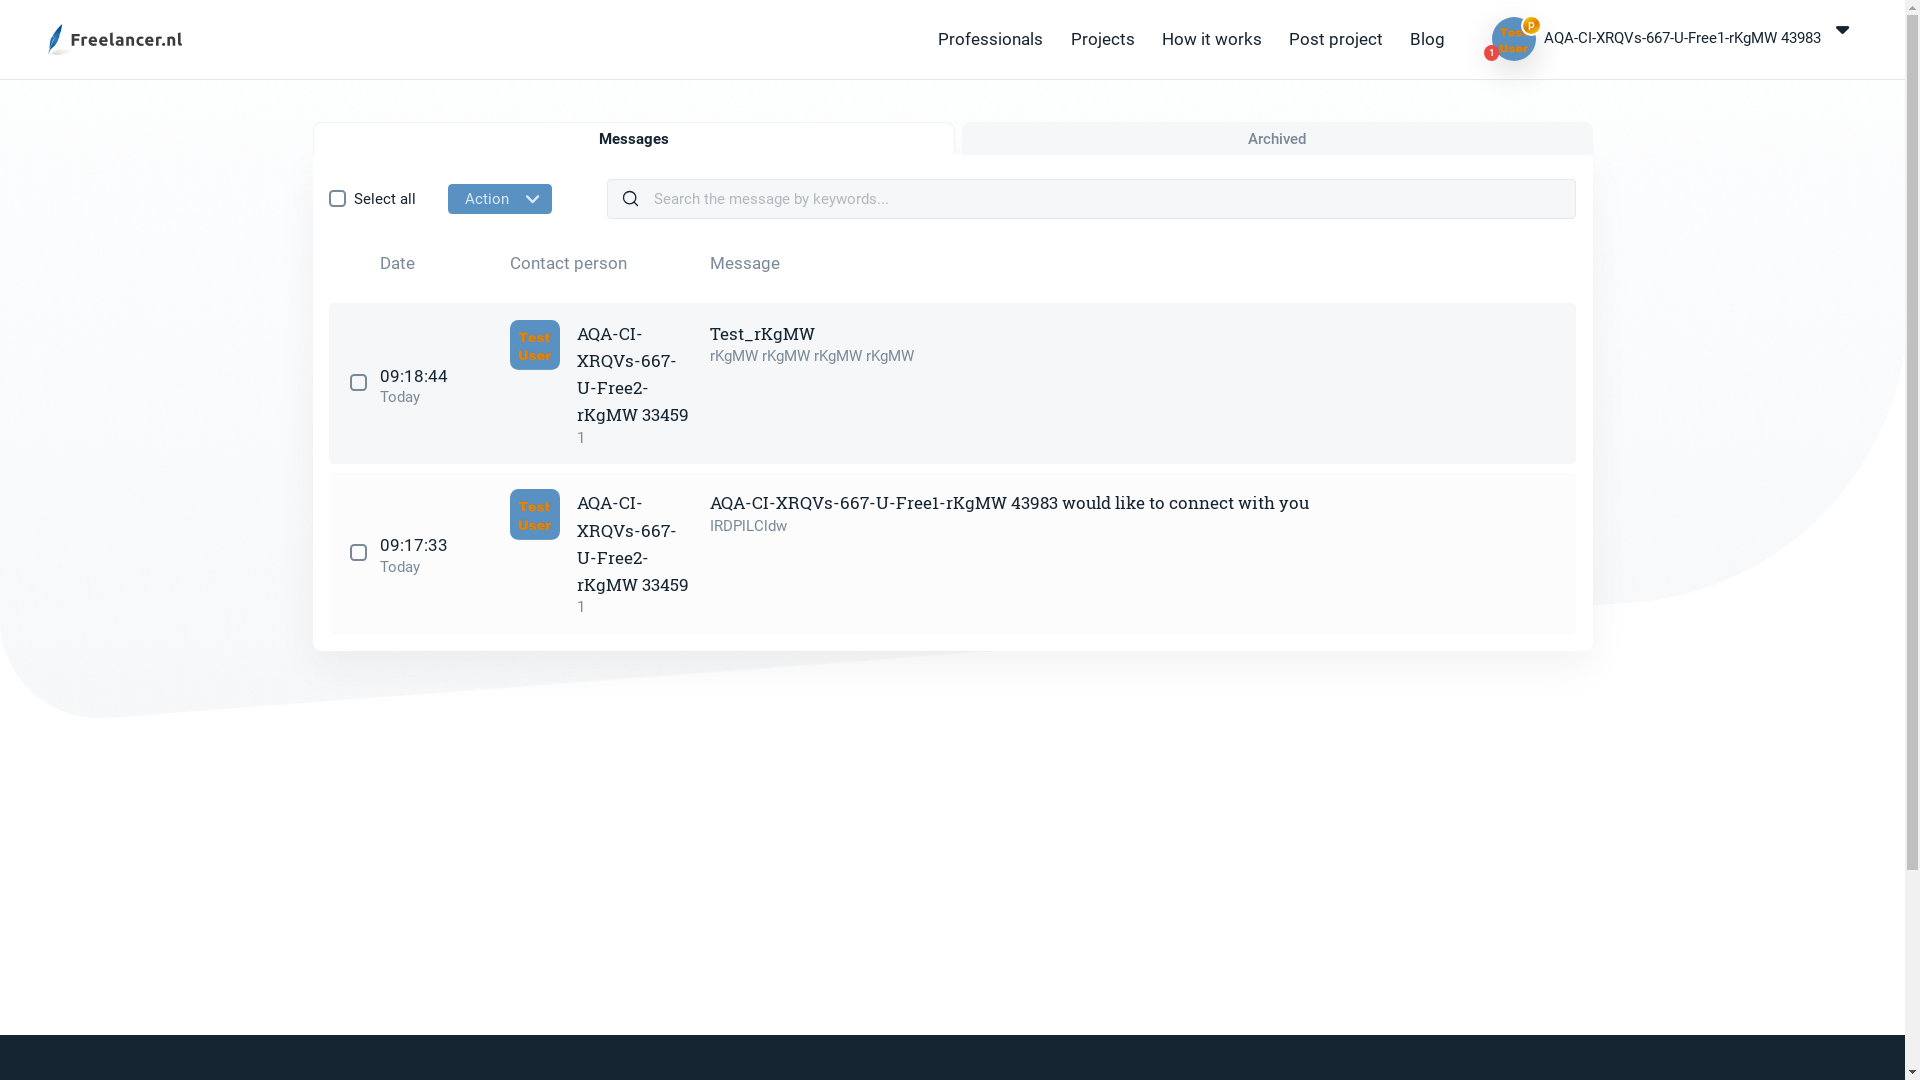 Freelancer.nl
Professionals
Projects
How it works
Post project
Blog
Test
User
p
1
AQA-CI-XRQVs-667-U-Free1-rKgMW 43983
Messages
Archived
Select all
Action
Search the message by keywords...
Date
Contact person
Message
09:18:44
Today
Test
User
AQA-CI-
XRQVs-667-
U-Free2-
rKgMW 33459
1
Test_rKgMW
rKgMW rKgMW rKgMW rKgMW
09:17:33
Today
Test
User
AQA-CI-
XRQVs-667-
U-Free2-
rKgMW 33459
1
AQA-CI-XRQVs-667-U-Free1-rKgMW 43983 would like to connect with you